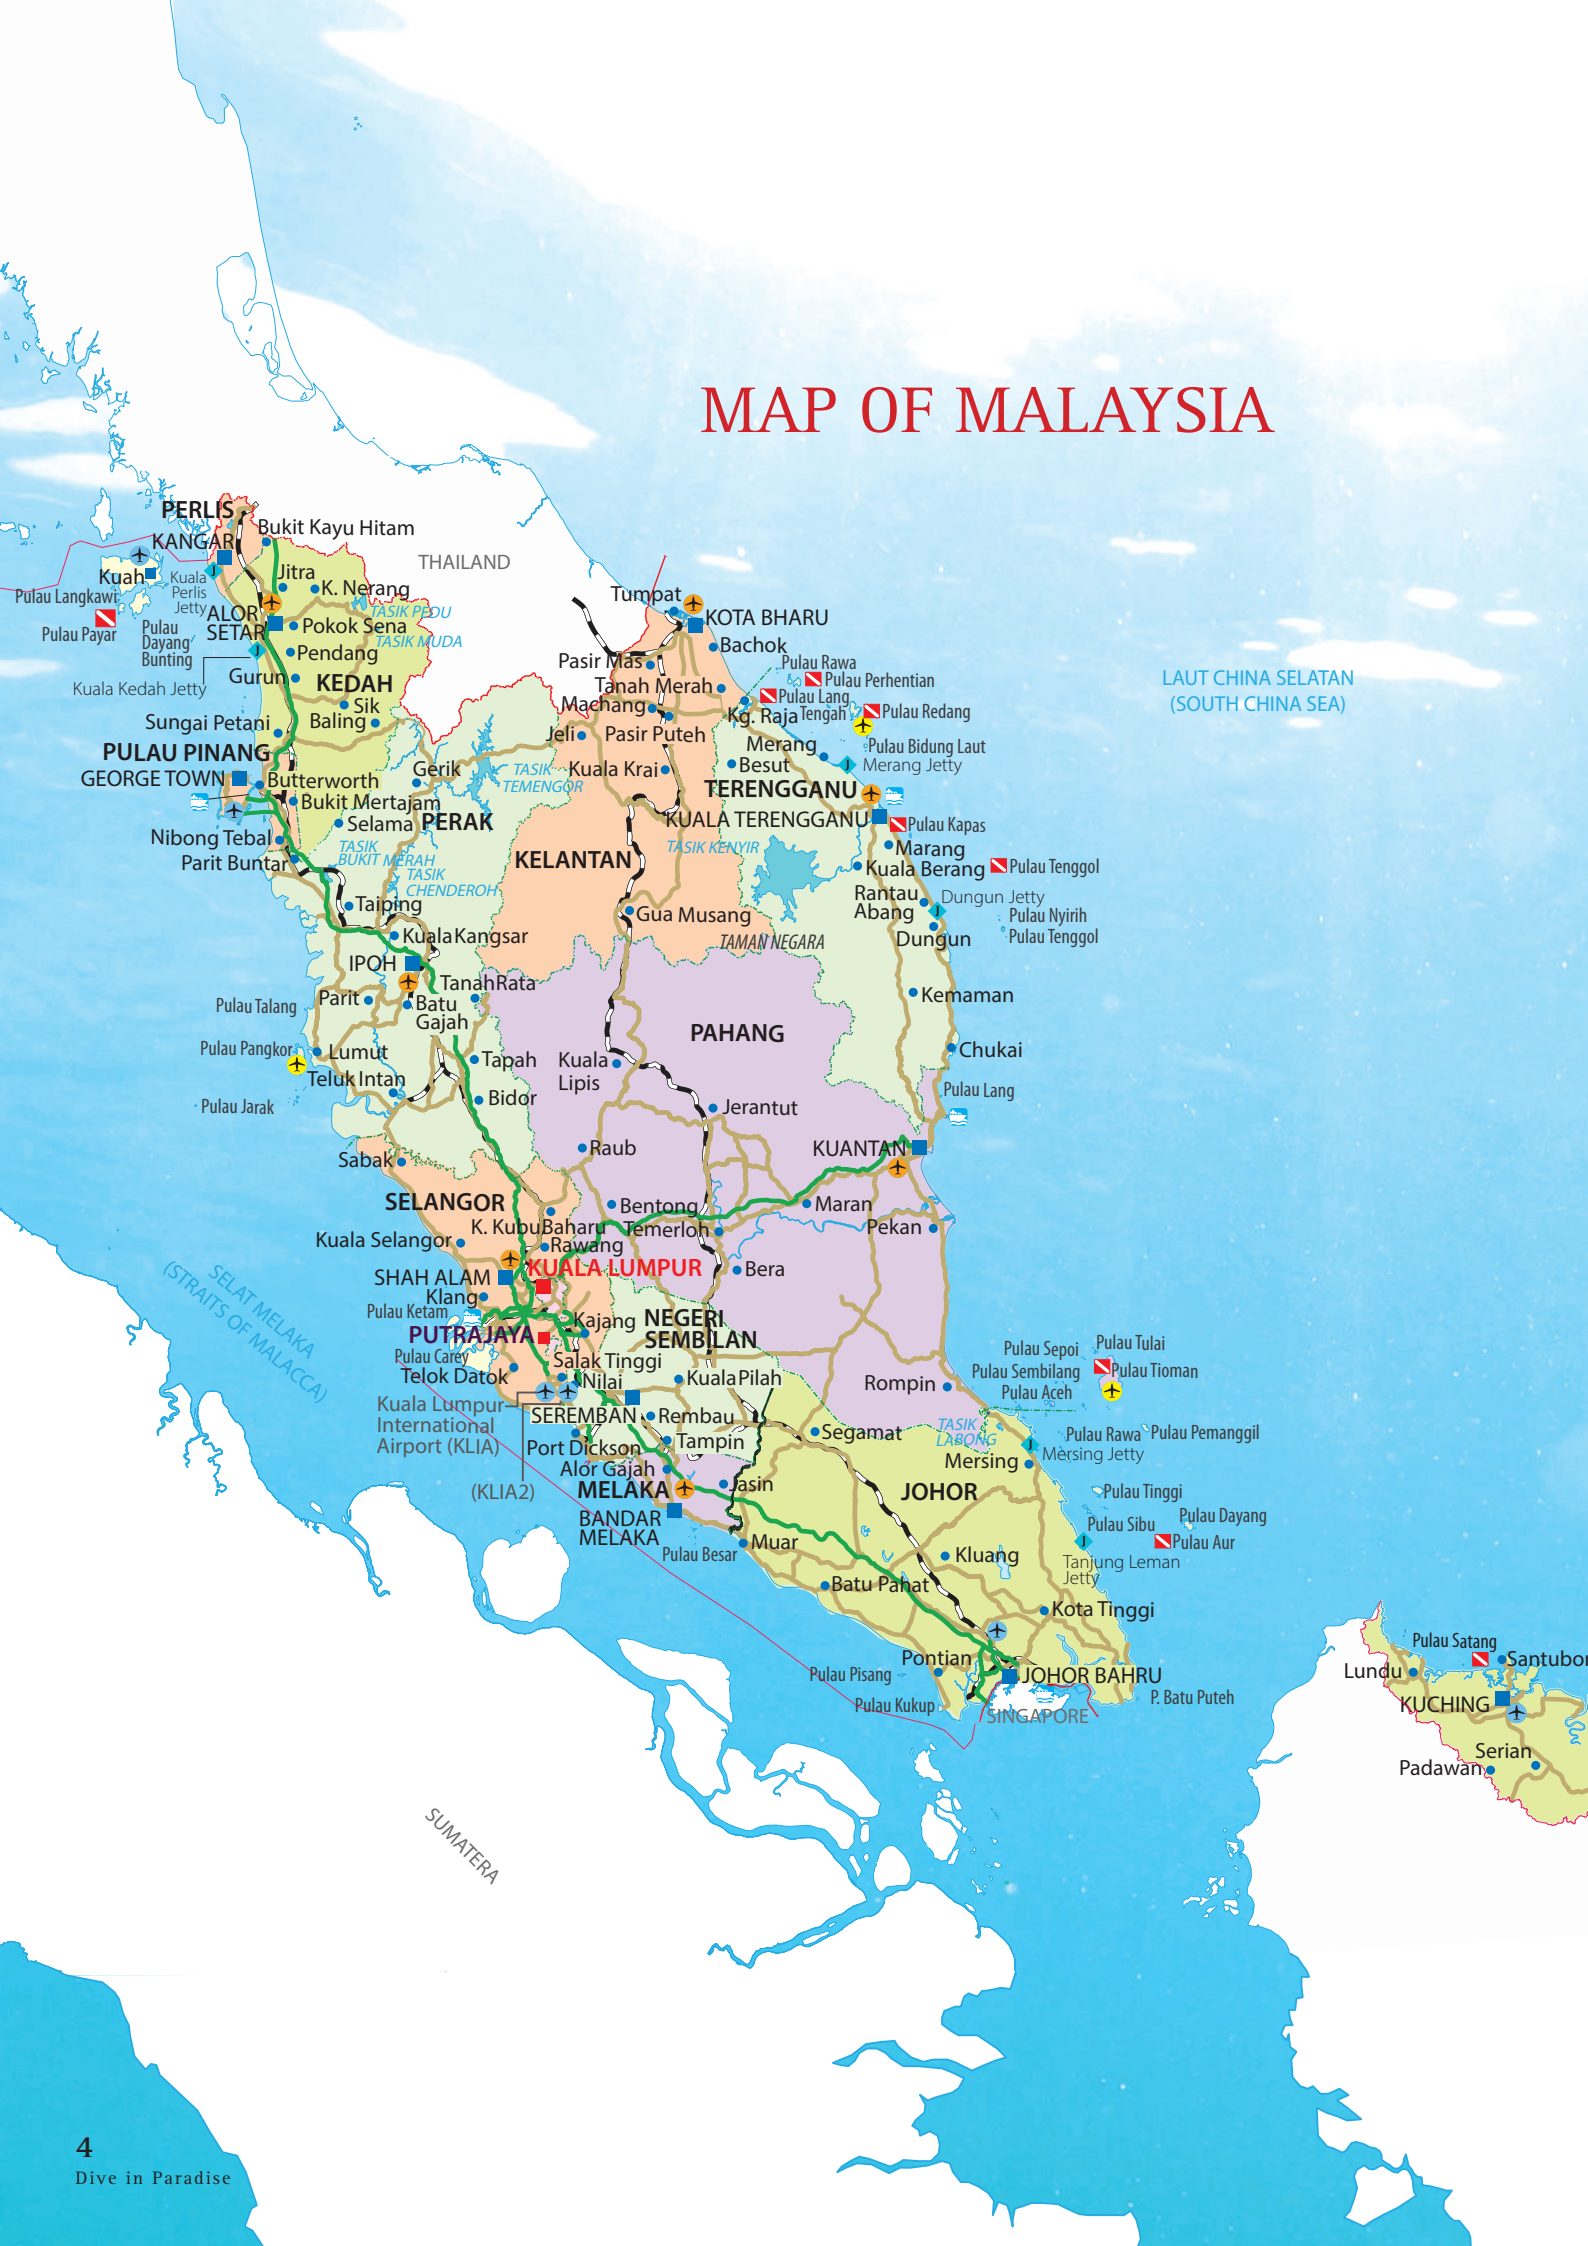 MAP OF MALAYSIA
PERLIS
KANGAR
Bukit Kayu Hitam
THAILAND
Kuah
Kuala
Perlis
Jetty
Jitra
K. Nerang
Pulau Langkawi
TASIK PEDU
ALOR
SETAR
Pokok Sena
TASIK MUDA
Pulau Payar
Pulau
Dayang
Bunting
Pendang
Kuala Kedah Jetty
Gurun
KEDAH
Sik
Baling
Sungai Petani
PULAU PINANG
GEORGE TOWN
Butterworth
Bukit Mertajam
Selama
PERAK
Gerik
TASIK
TEMENGOR
Nibong Tebal
Parit Buntar
TASIK
BUKIT MERAH
TASIK
CHENDEROH
Taiping
Kuala Kangsar
IPOH
Tanah Rata
Batu
Gajah
Parit
Pulau Talang
Pulau Pangkor
Lumut
Teluk Intan
Tapah
Bidor
Pulau Jarak
Tumpat
KOTA BHARU
Bachok
Pasir Mas
Tanah Merah
Machang
Jeli
Pasir Puteh
Kuala Krai
Kg. Raja
Pulau Rawa
Pulau Perhentian
Pulau Lang
Tengah
Pulau Redang
Pulau Bidung Laut
Merang
Merang Jetty
Besut
TERENGGANU
KUALA TERENGGANU
Pulau Kapas
KELANTAN
TASIK KENYIR
Marang
Kuala Berang
Pulau Tenggol
Rantau
Abang
Dungun Jetty
Pulau Nyirih
Pulau Tenggol
Dungun
Gua Musang
TAMAN NEGARA
Kemaman
PAHANG
Chukai
Kuala
Lipis
Pulau Lang
Jerantut
KUANTAN
Raub
Sabak
SELANGOR
Bentong
Maran
K. Kubu Baharu
Temerloh
Pekan
Kuala Selangor
Rawang
KUALA LUMPUR
Bera
SHAH ALAM
Klang
Pulau Ketam
PUTRAJAYA
Kajang
NEGERI
SEMBILAN
Pulau Carey
Telok Datok
Salak Tinggi
Nilai
Kuala Pilah
Kuala Lumpur
International
Airport (KLIA)
(KLIA2)
SEREMBAN
Rembau
Port Dickson
Tampin
Alor Gajah
MELAKA
Jasin
BANDAR
MELAKA
Pulau Besar
Muar
Rompin
Pulau Sepoi
Pulau Tulai
Pulau Sembilang
Pulau Tioman
Pulau Aceh
Segamat
TASIK
LABONG
Pulau Rawa
Pulau Pemanggil
Mersing
Mersing Jetty
JOHOR
Pulau Tinggi
Pulau Sibu
Pulau Dayang
Pulau Aur
Kluang
Tanjung Leman
Jetty
Batu Pahat
Kota Tinggi
Pontian
Pulau Pisang
JOHOR BAHRU
Pulau Kukup
SINGAPORE
P. Batu Puteh
LAUT CHINA SELATAN
(SOUTH CHINA SEA)
SELAT MELAKA
(STRAITS OF MALACCA)
SUMATERA
Pulau Satang
Santubon
Lundu
KUCHING
Serian
Padawan
4
Dive in Paradise